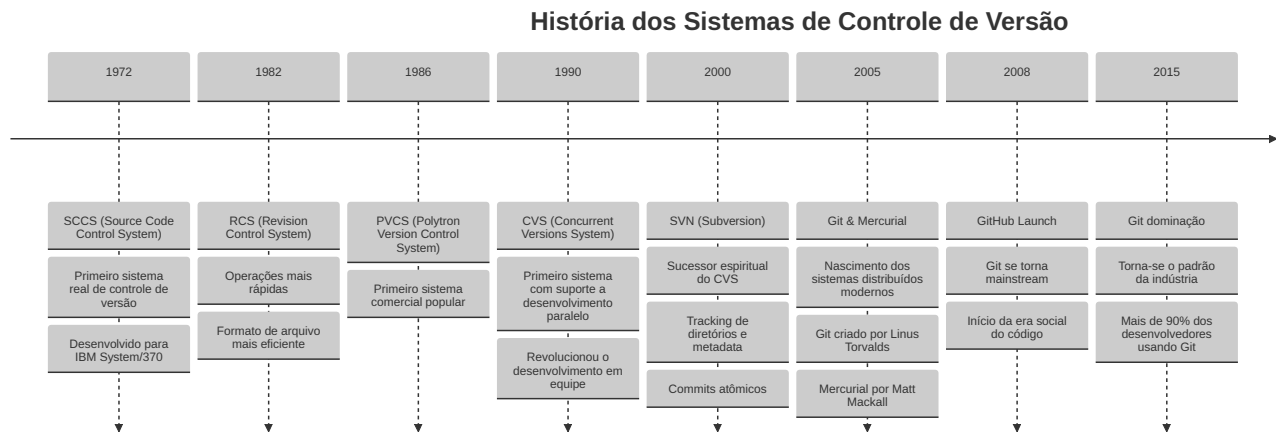 História dos Sistemas de Controle de Versão
1972
1982
1986
1990
2000
2005
2008
2015
SCCS (Source Code
Control System)
Primeiro sistema
real de controle de
versão
Desenvolvido para
IBM System/370
RCS (Revision
Control System)
Operações mais
rápidas
Formato de arquivo
mais eficiente
PVCS (Polytron
Version Control
System)
Primeiro sistema
comercial popular
CVS (Concurrent
Versions System)
Primeiro sistema
com suporte a
desenvolvimento
paralelo
Revolucionou o
desenvolvimento em
equipe
SVN (Subversion)
Sucessor espiritual
do CVS
Tracking de
diretórios e
metadata
Commits atômicos
Git & Mercurial
Nascimento dos
sistemas distribuídos
modernos
Git criado por Linus
Torvalds
Mercurial por Matt
Mackall
GitHub Launch
Git se torna
mainstream
Início da era social
do código
Git dominação
Torna-se o padrão
da indústria
Mais de 90% dos
desenvolvedores
usando Git